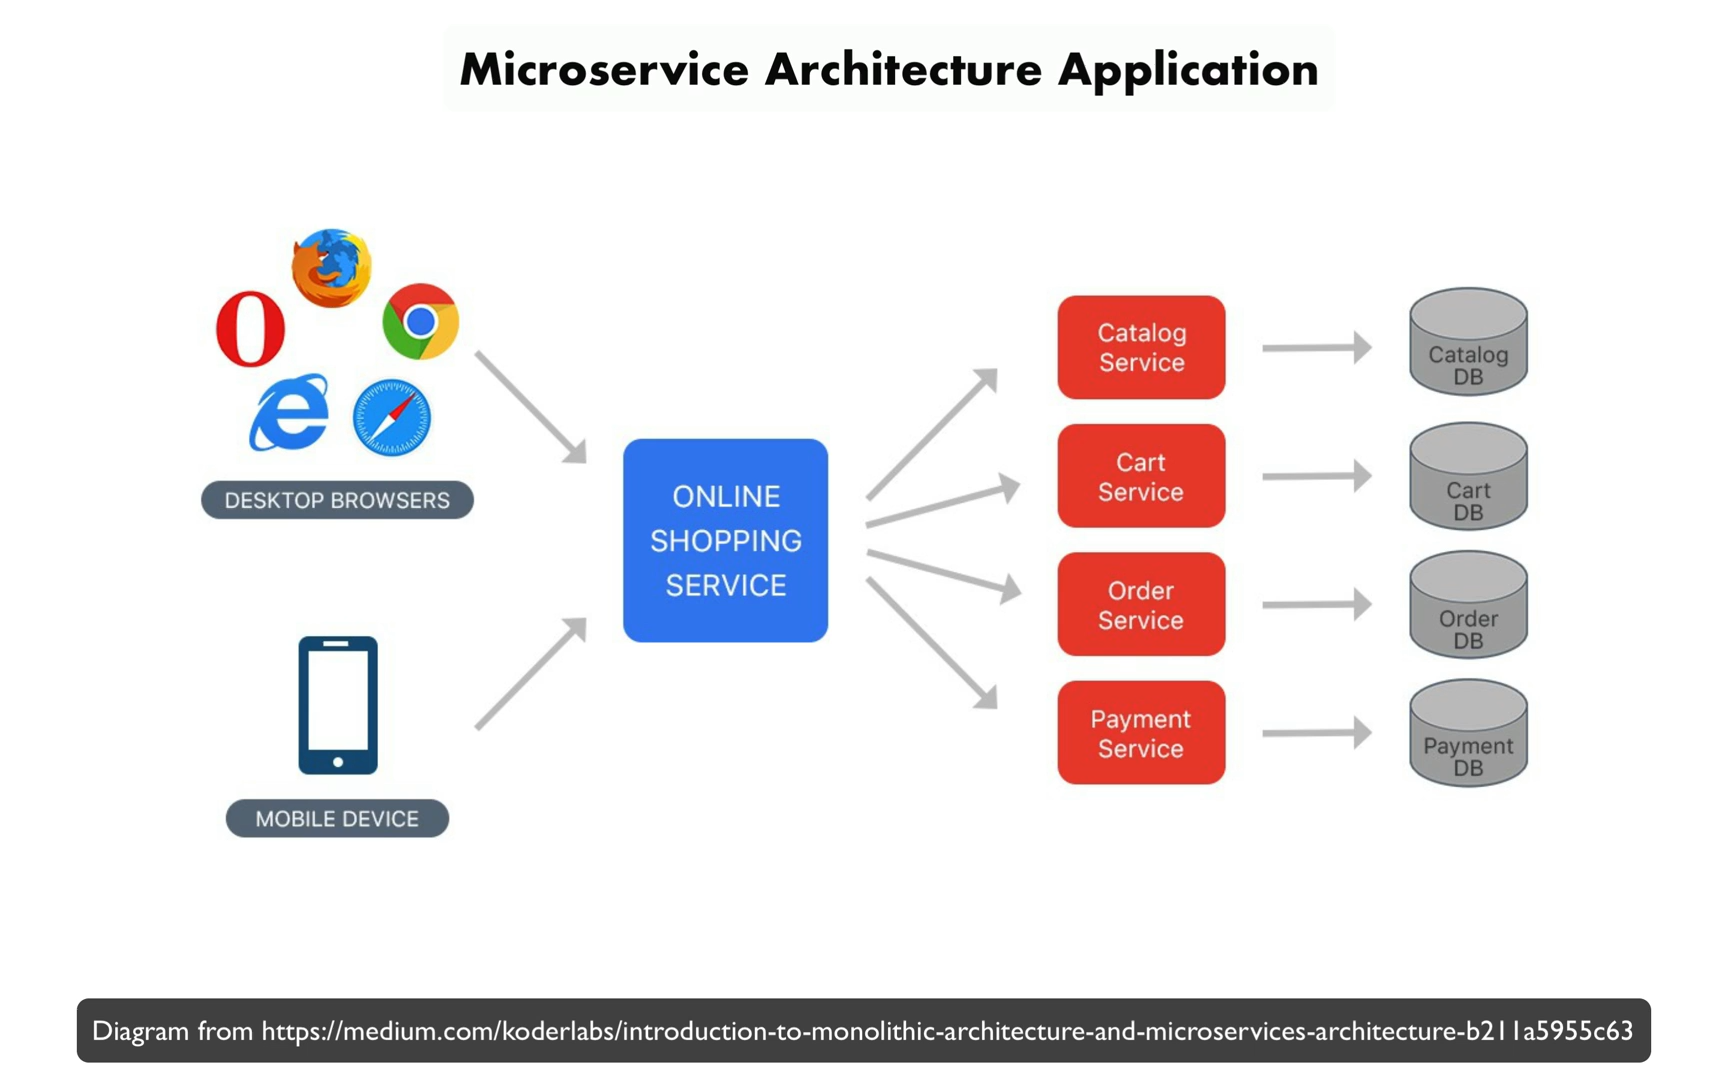 Microservice Architecture Application
DESKTOP BROWSERS
MOBILE DEVICE
ONLINE
SHOPPING
SERVICE
Catalog
Service
Cart
Service
Order
Service
Payment
Service
Catalog
DB
Cart
DB
Order
DB
Payment
DB
Diagram from https://medium.com/koderlabs/introduction-to-monolithic-architecture-and-microservices-architecture-b211a5955c63